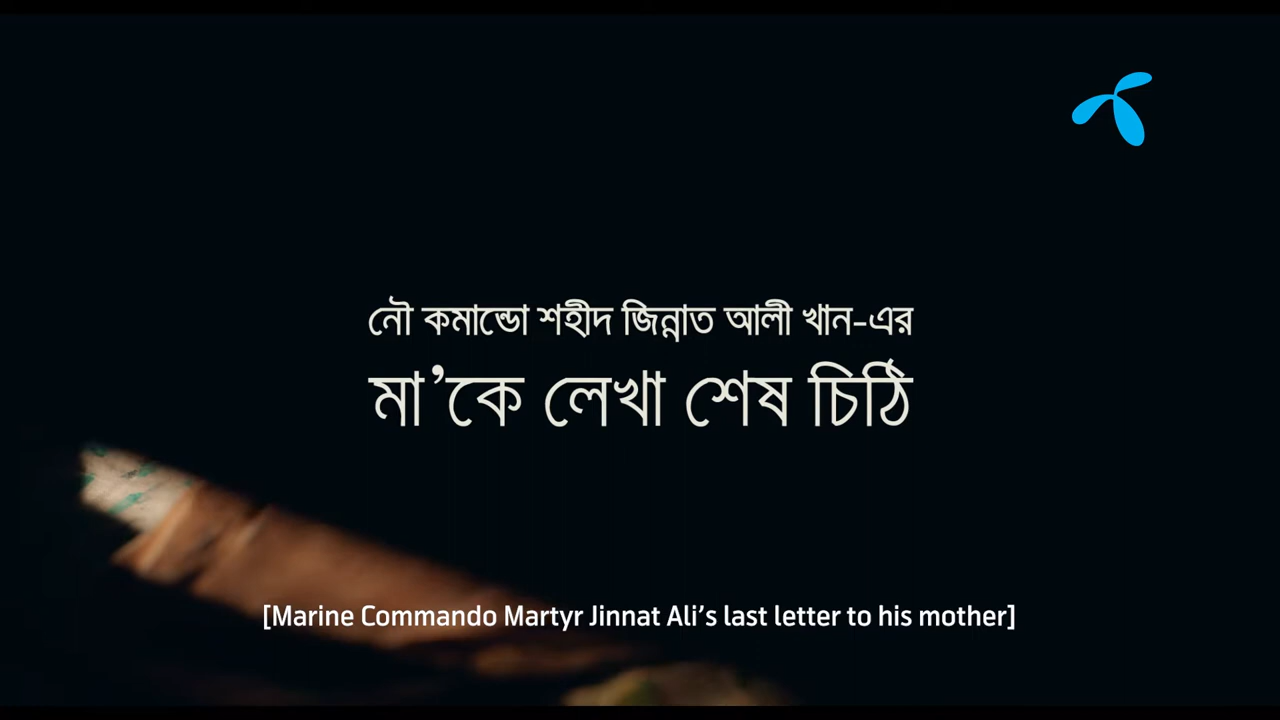 নৌ কমান্ডো শহীদ জিন্নাত আলী খান-এর
মা’কে লেখা শেষ চিঠি
[Marine Commando Martyr Jinnat Ali’s last letter to his mother]